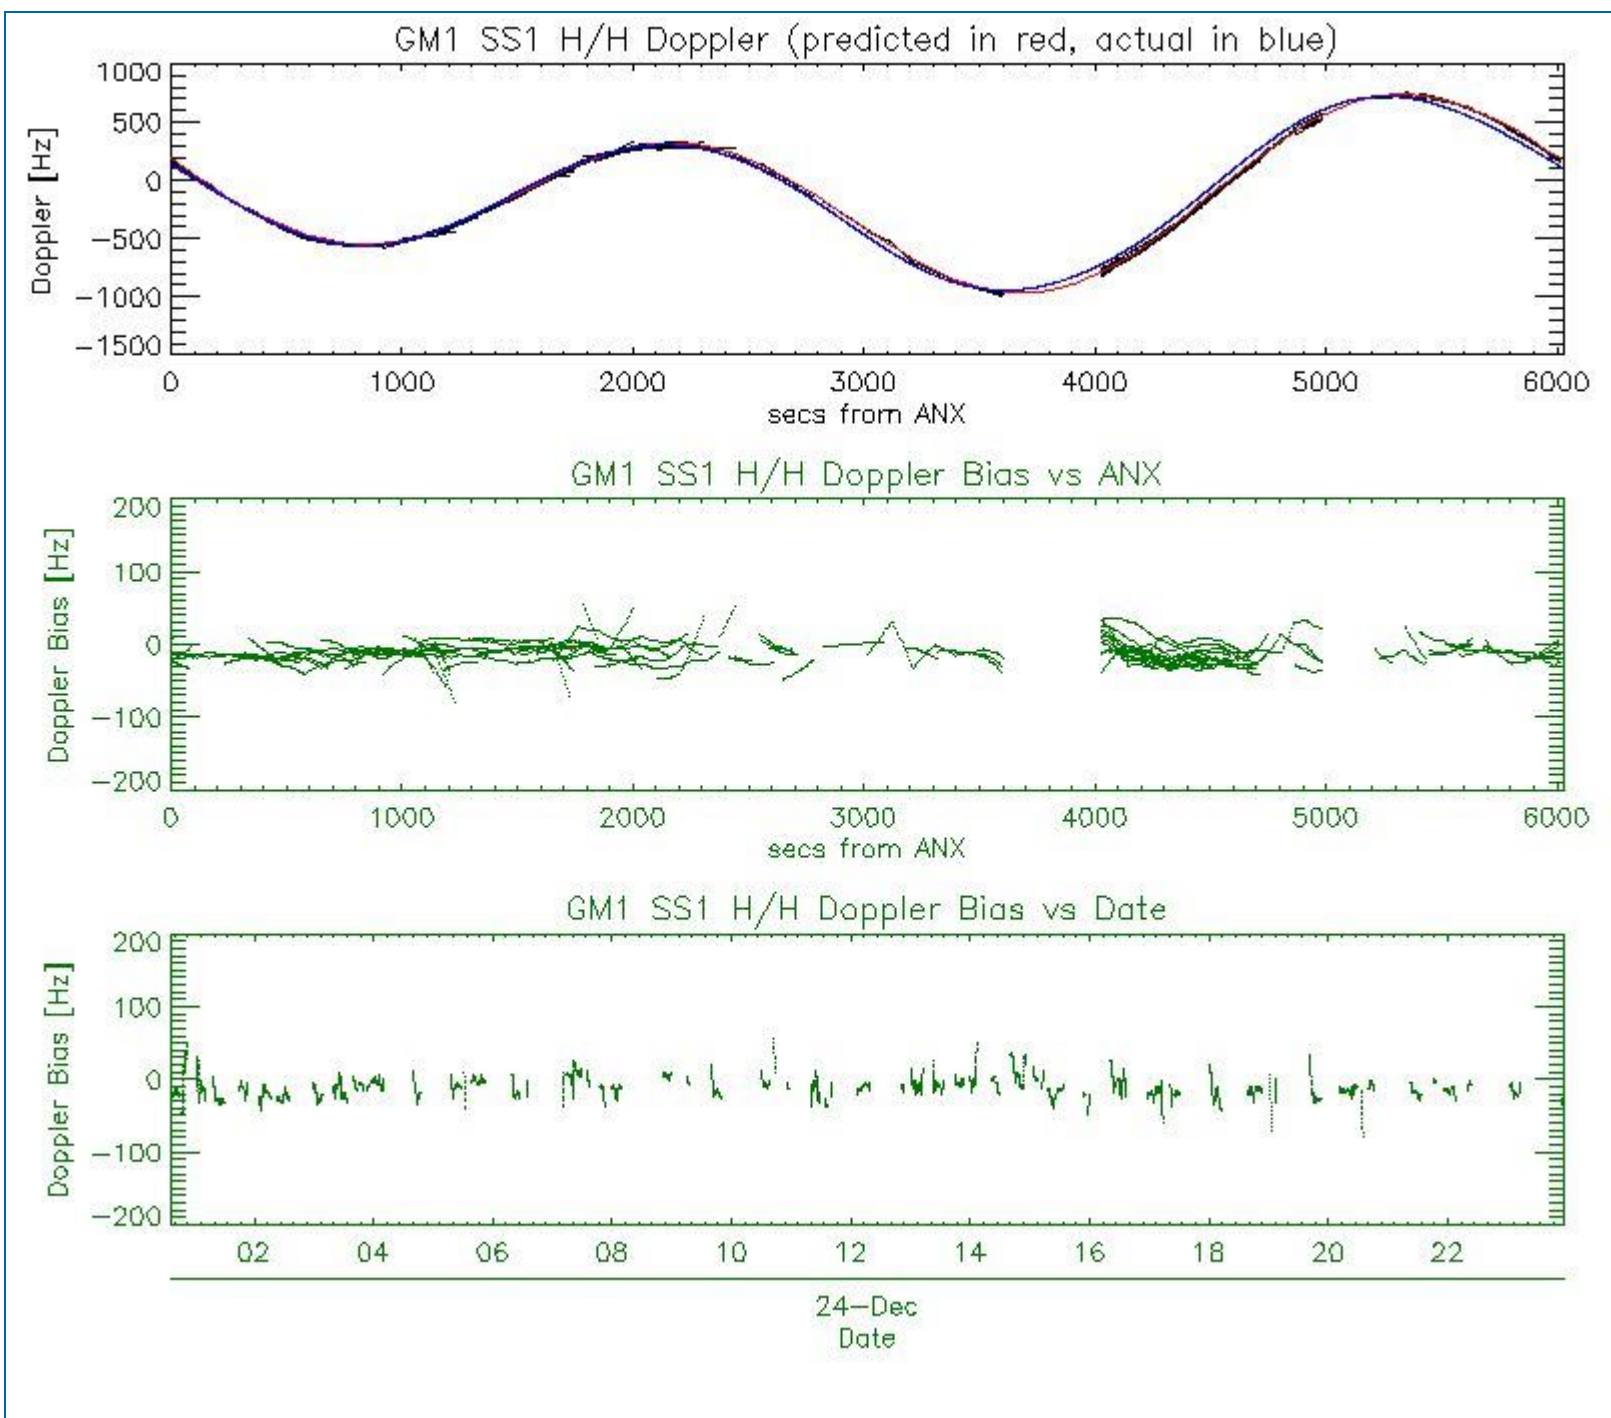 GM1 SS1 H/H Doppler (predicted in red, actual in blue)
1000
500
0
−500
−1000
−1500
Doppler [Hz]
0 1000 2000 3000 4000 5000 6000
secs from ANX
GM1 SS1 H/H Doppler Bias vs ANX
200
100
0
−100
−200
Doppler Bias [Hz]
0 1000 2000 3000 4000 5000 6000
secs from ANX
GM1 SS1 H/H Doppler Bias vs Date
200
100
0
−100
−200
Doppler Bias [Hz]
02 04 06 08 10 12 14 16 18 20 22
24−Dec
Date